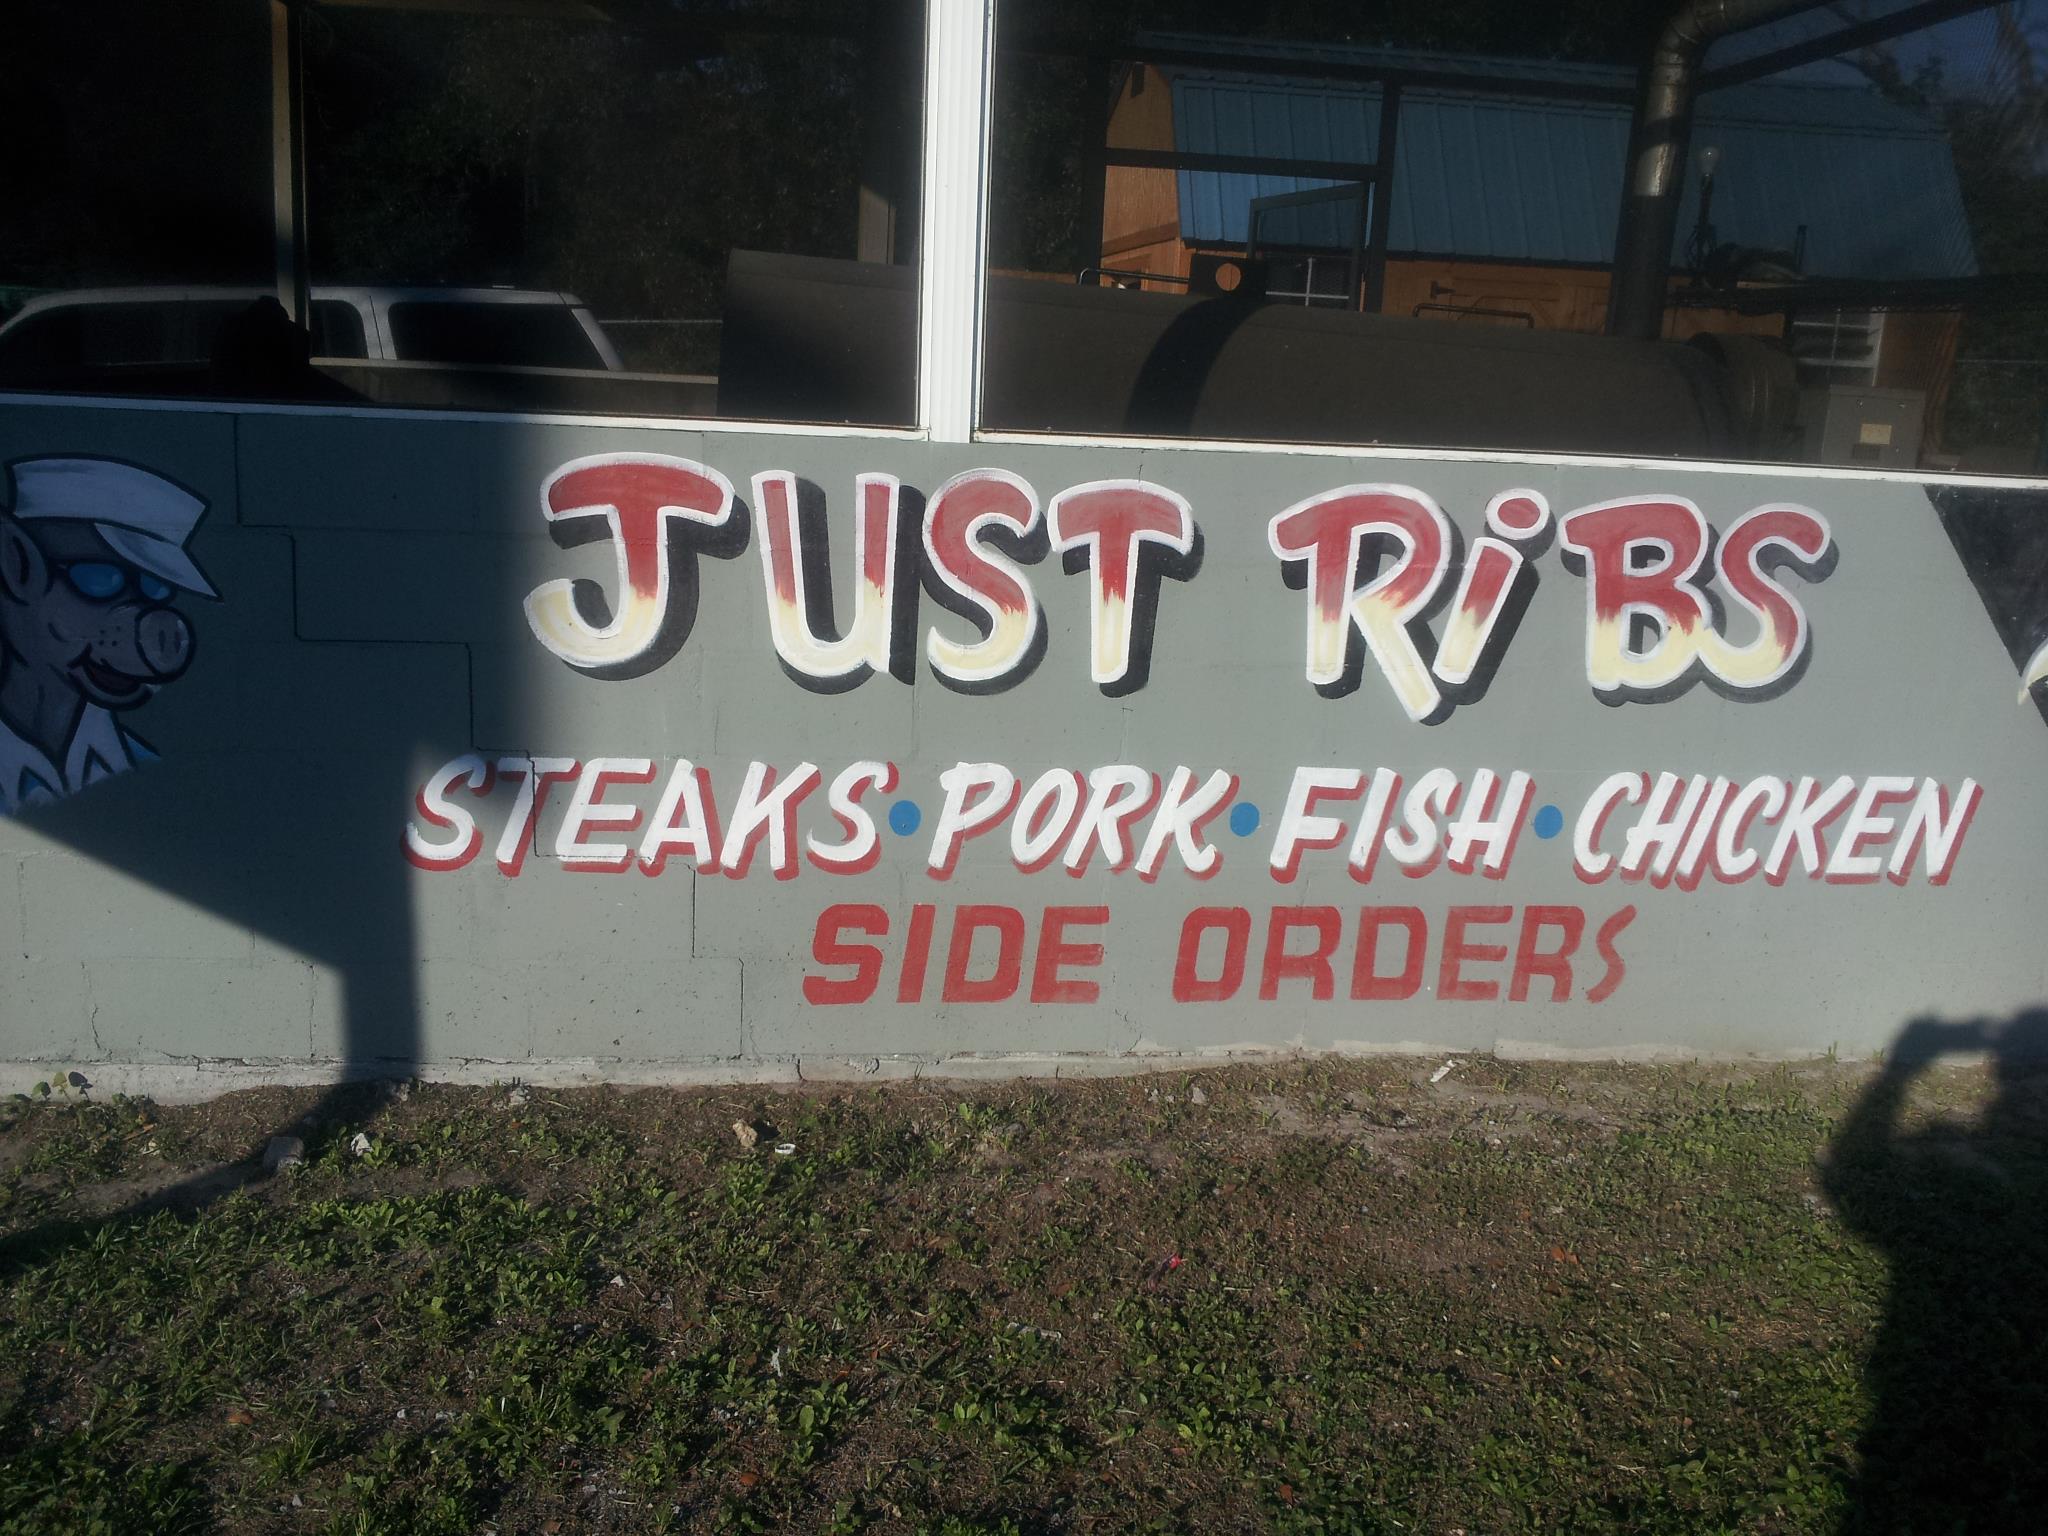 JUST RiBS
STEAKS • PORK • FISH • CHICKEN
SIDE ORDERS